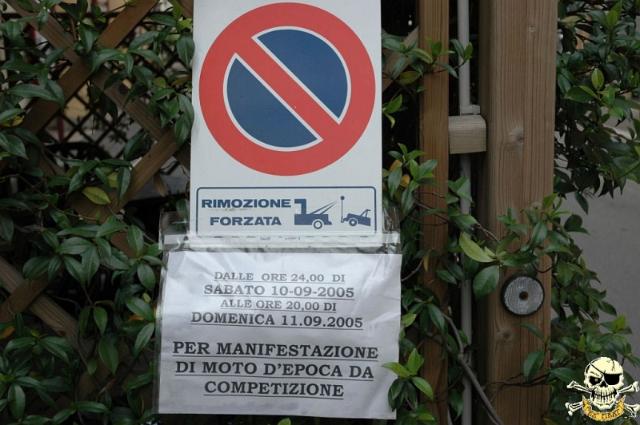 RIMOZIONE
FORZATA
DALLE ORE 24,00 DI
SABATO 10-09-2005
ALLE ORE 20,00 DI
DOMENICA 11.09.2005
PER MANIFESTAZIONE
DI MOTO D'EPOCA DA
COMPETIZIONE